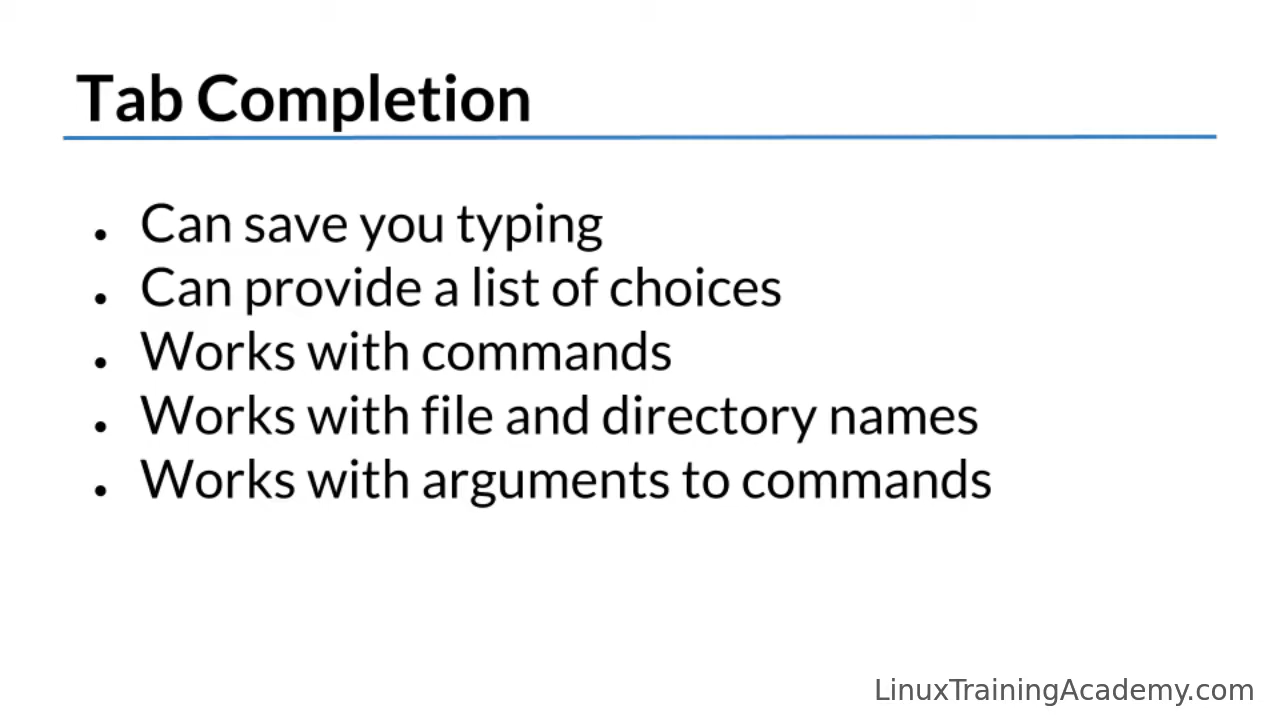 Tab Completion
• Can save you typing
• Can provide a list of choices
• Works with commands
• Works with file and directory names
• Works with arguments to commands
LinuxTrainingAcademy.com